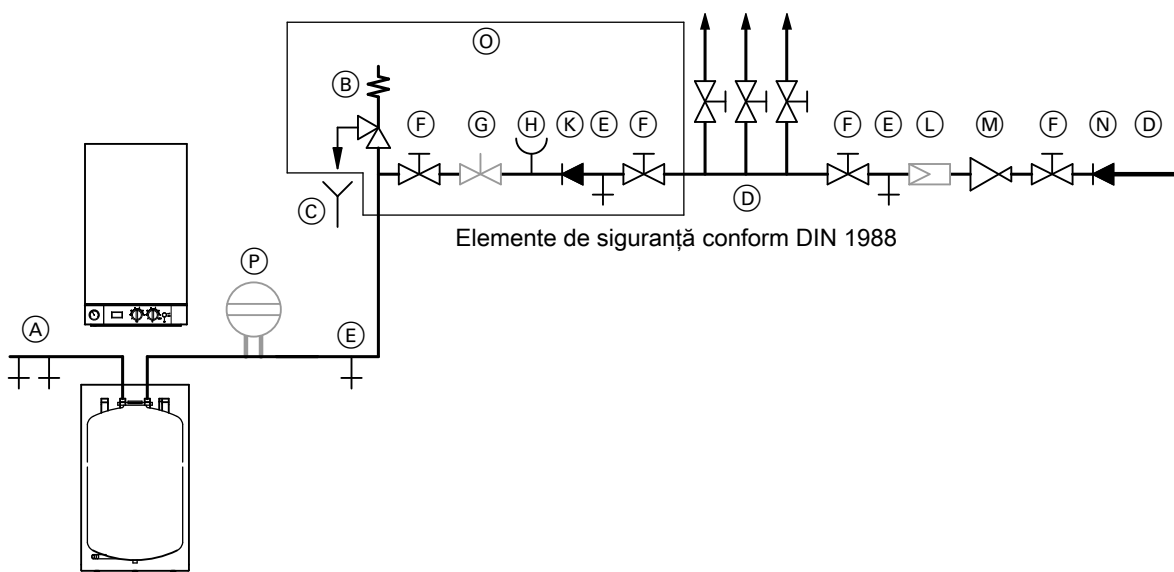 O
B
F G H K E F
F E L M F N D
C
D
Elemente de siguranță conform DIN 1988
P
A
E